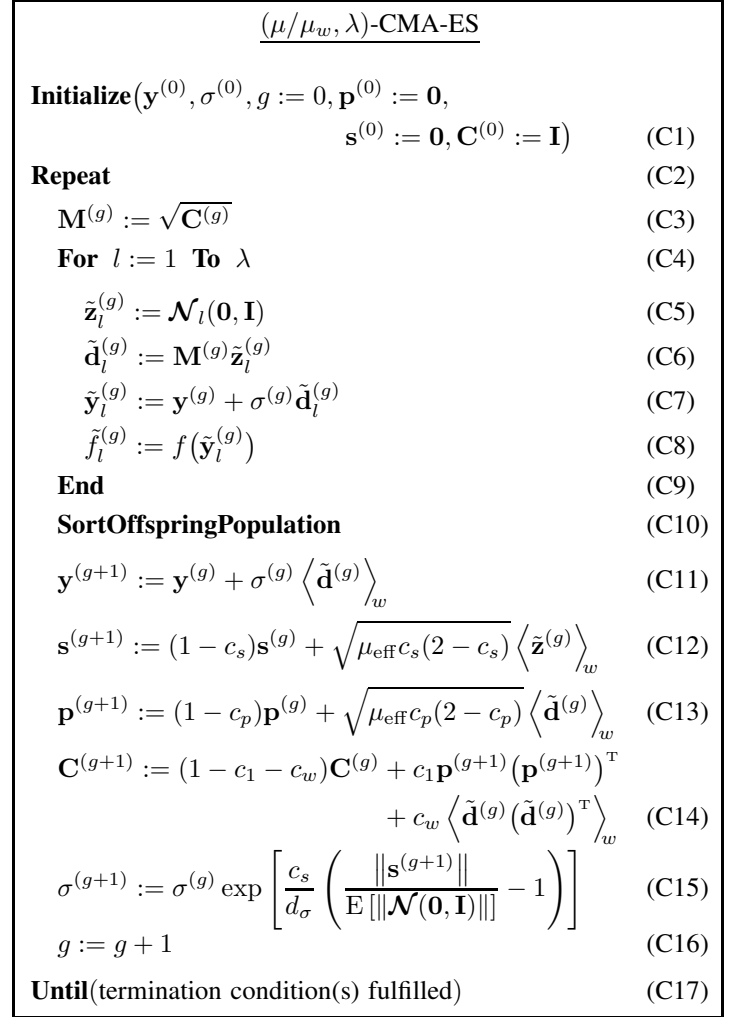 (μ/μ_w, λ)-CMA-ES
Initialize(y^(0), σ^(0), g := 0, p^(0) := 0,
s^(0) := 0, C^(0) := I) (C1)
Repeat (C2)
M^(g) := √C^(g) (C3)
For l := 1 To λ (C4)
z̃_l^(g) := 𝓝_l(0, I) (C5)
d̃_l^(g) := M^(g) z̃_l^(g) (C6)
ỹ_l^(g) := y^(g) + σ^(g) d̃_l^(g) (C7)
f̃_l^(g) := f(ỹ_l^(g)) (C8)
End (C9)
SortOffspringPopulation (C10)
y^(g+1) := y^(g) + σ^(g) ⟨d̃^(g)⟩_w (C11)
s^(g+1) := (1 − c_s)s^(g) + √(μ_eff c_s(2 − c_s)) ⟨z̃^(g)⟩_w (C12)
p^(g+1) := (1 − c_p)p^(g) + √(μ_eff c_p(2 − c_p)) ⟨d̃^(g)⟩_w (C13)
C^(g+1) := (1 − c_1 − c_w)C^(g) + c_1 p^(g+1)(p^(g+1))^T
+ c_w ⟨d̃^(g)(d̃^(g))^T⟩_w (C14)
σ^(g+1) := σ^(g) exp[c_s/d_σ (‖s^(g+1)‖/E[‖𝓝(0, I)‖] − 1)] (C15)
g := g + 1 (C16)
Until(termination condition(s) fulfilled) (C17)